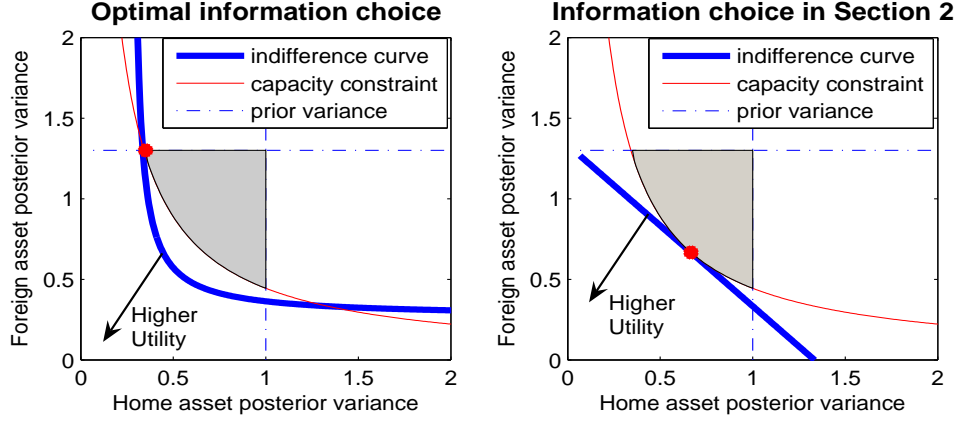 Optimal information choice
2
1.5
1
0.5
0
0
0.5
1
1.5
2
Foreign asset posterior variance
Home asset posterior variance
indifference curve
capacity constraint
prior variance
Higher
Utility
Information choice in Section 2
2
1.5
1
0.5
0
0
0.5
1
1.5
2
Foreign asset posterior variance
Home asset posterior variance
indifference curve
capacity constraint
prior variance
Higher
Utility